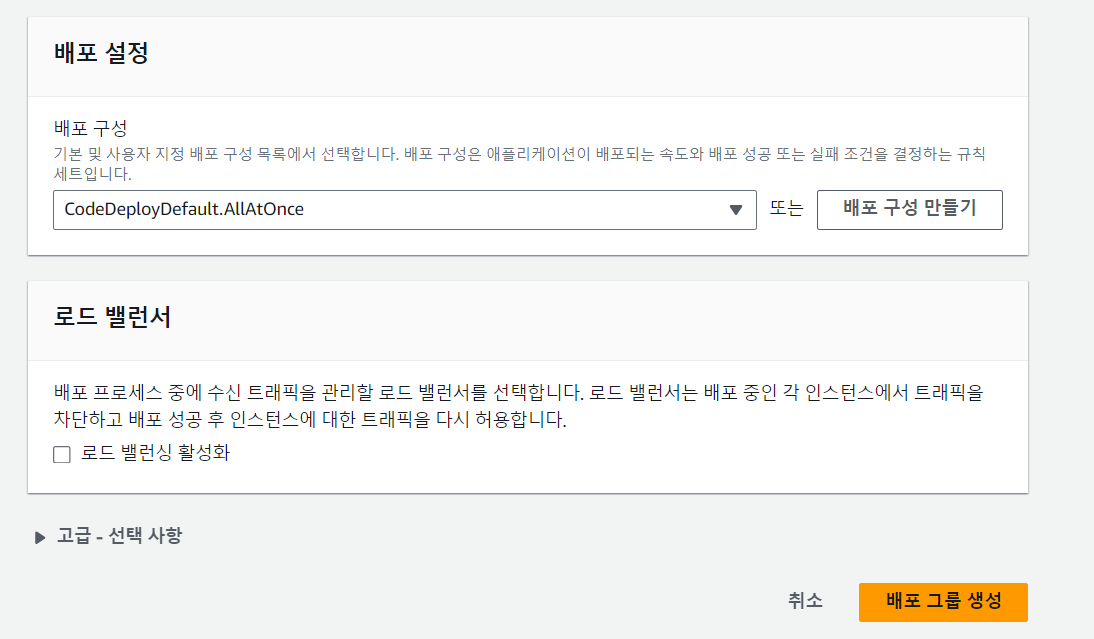 배포 설정
배포 구성
기본 및 사용자 지정 배포 구성 목록에서 선택합니다. 배포 구성은 애플리케이션이 배포되는 속도와 배포 성공 또는 실패 조건을 결정하는 규칙
세트입니다.
CodeDeployDefault.AllAtOnce 또는 배포 구성 만들기
로드 밸런서
배포 프로세스 중에 수신 트래픽을 관리할 로드 밸런서를 선택합니다. 로드 밸런서는 배포 중인 각 인스턴스에서 트래픽을
차단하고 배포 성공 후 인스턴스에 대한 트래픽을 다시 허용합니다.
로드 밸런싱 활성화
고급 - 선택 사항
취소 배포 그룹 생성